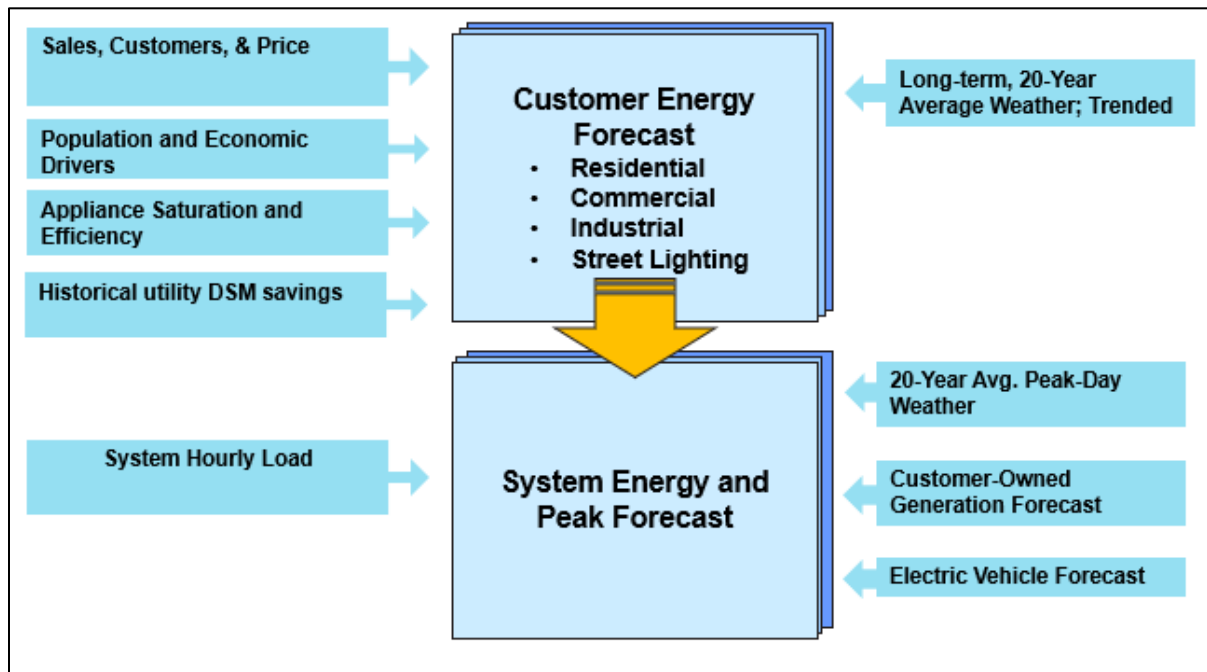 Sales, Customers, & Price
Population and Economic
Drivers
Appliance Saturation and
Efficiency
Historical utility DSM savings
Customer Energy
Forecast
• Residential
• Commercial
• Industrial
• Street Lighting
Long-term, 20-Year
Average Weather; Trended
System Hourly Load
System Energy and
Peak Forecast
20-Year Avg. Peak-Day
Weather
Customer-Owned
Generation Forecast
Electric Vehicle Forecast